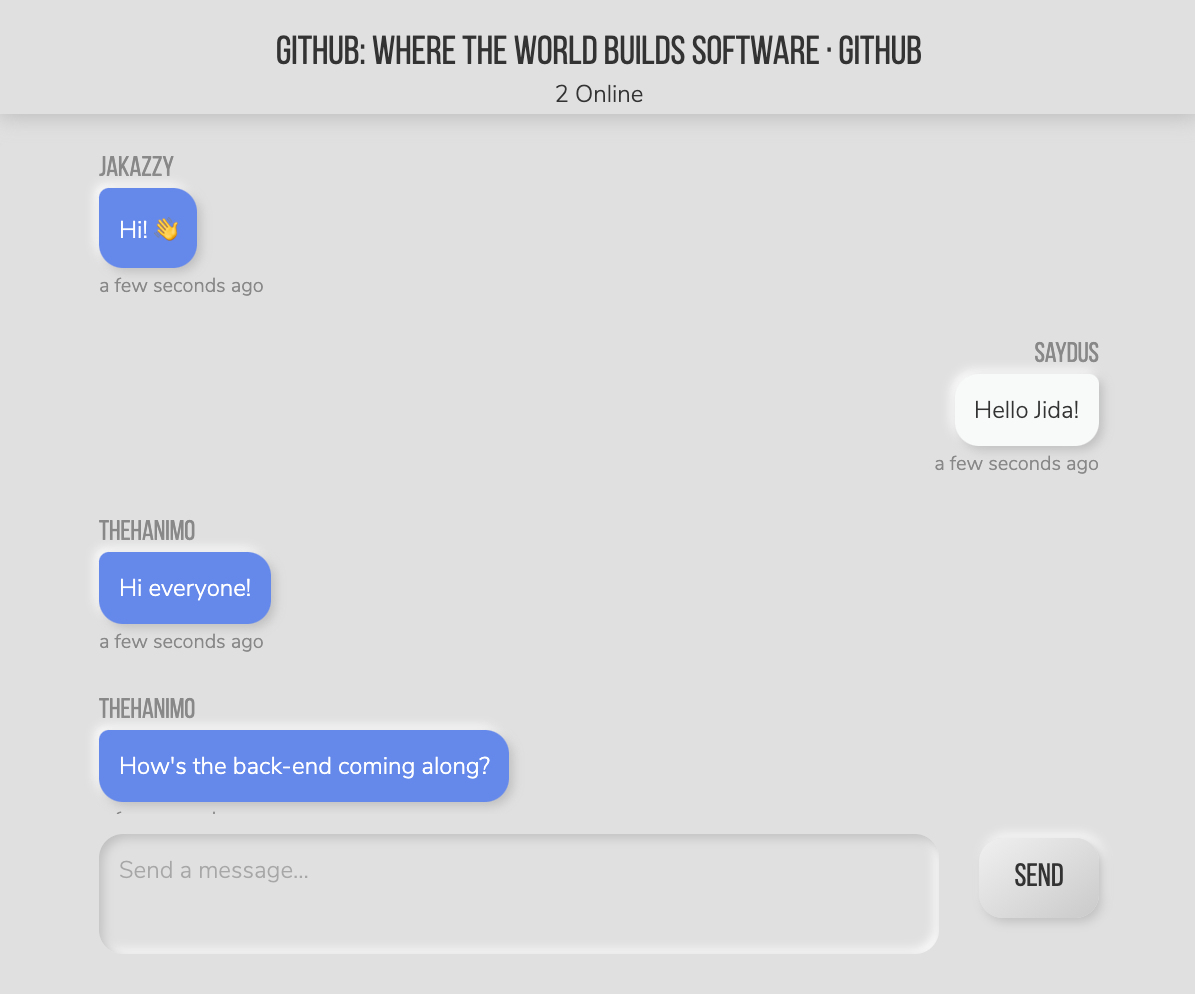 GITHUB: WHERE THE WORLD BUILDS SOFTWARE · GITHUB
2 Online
JAKAZZY
Hi! 👋
a few seconds ago
SAYDUS
Hello Jida!
a few seconds ago
THEHANIMO
Hi everyone!
a few seconds ago
THEHANIMO
How's the back-end coming along?
Send a message...
SEND